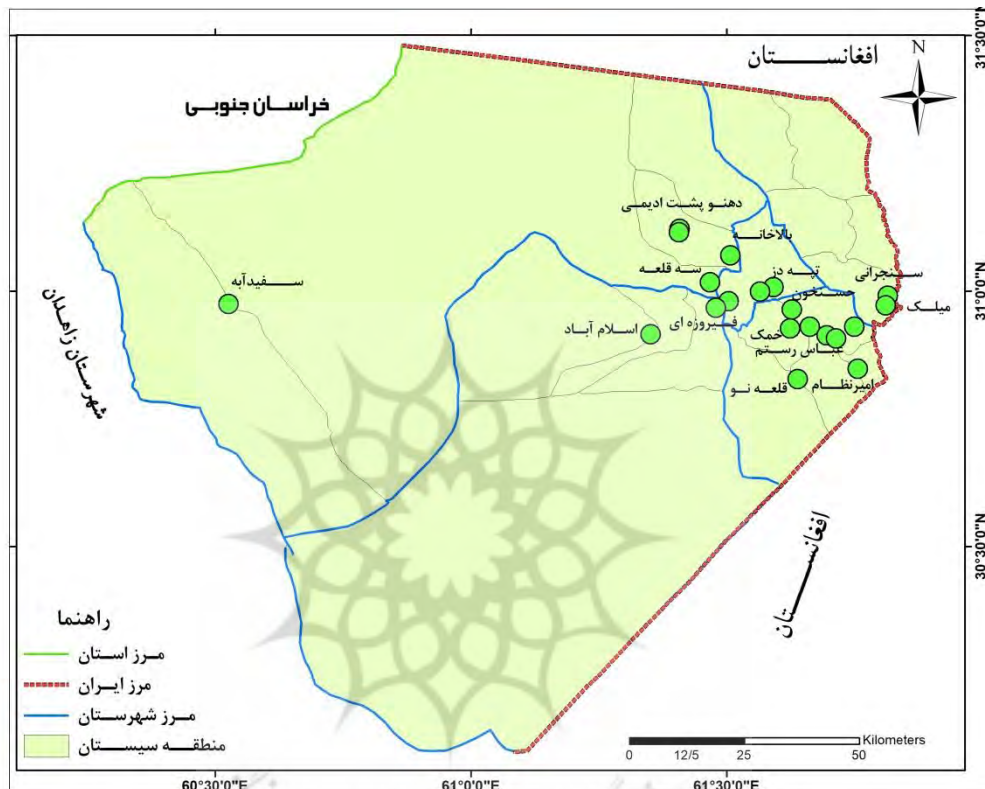 31°30'0"N
افغانستان
N
خراسان جنوبی
دهنو پشت ادیمی
بالاخانه
سه قلعه
تپه دز
سنجرانی
31°0'0"N
سفیدآبه
حسنخون
میلک
فیروزه ای
اسلام آباد
خمک
عباس رستم
شهرستان زاهدان
قلعه نو
امیرنظام
افغانستان
30°30'0"N
راهنما
مرز استان
مرز ایران
مرز شهرستان
منطقه سیستان
Kilometers
0 12/5 25 50
60°30'0"E 61°0'0"E 61°30'0"E